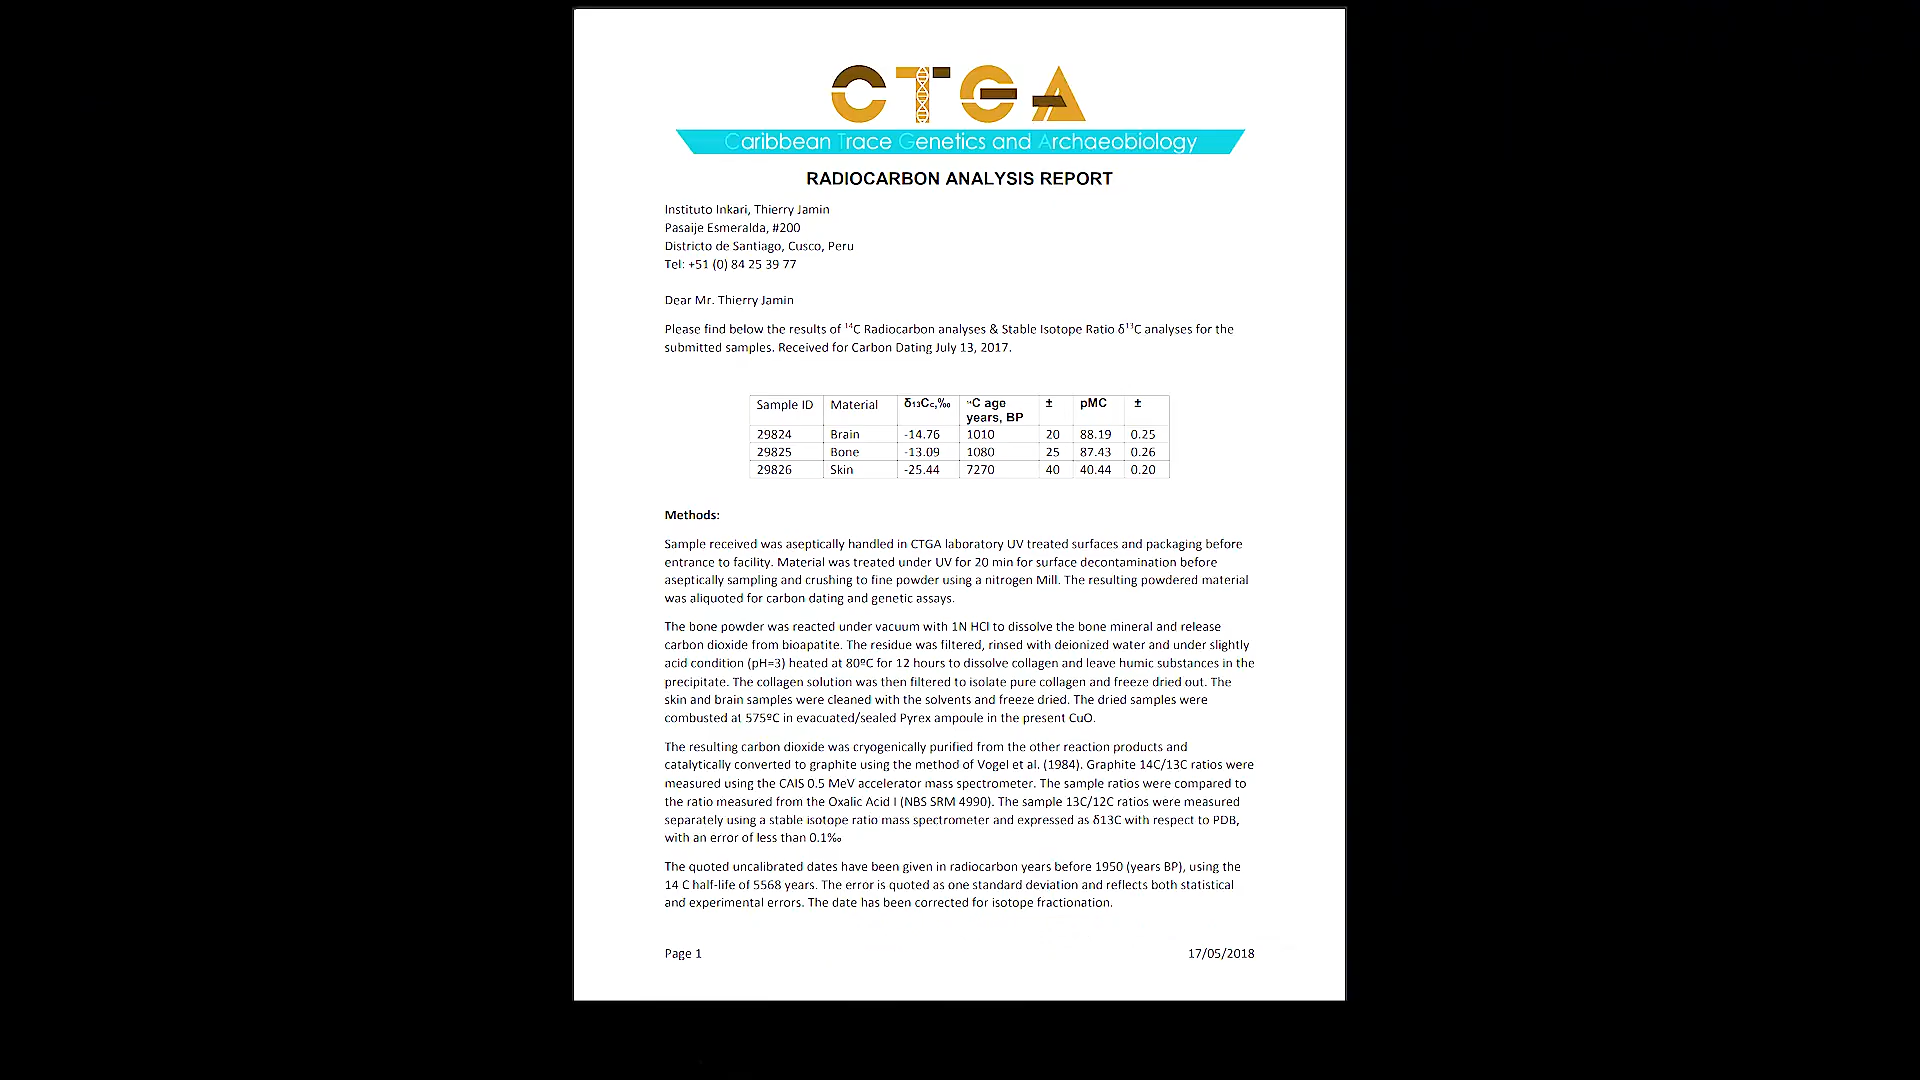 CTGA
Caribbean Trace Genetics and Archaeobiology
RADIOCARBON ANALYSIS REPORT
Instituto Inkari, Thierry Jamin
Pasaije Esmeralda, #200
Districto de Santiago, Cusco, Peru
Tel: +51 (0) 84 25 39 77
Dear Mr. Thierry Jamin
Please find below the results of ¹⁴C Radiocarbon analyses & Stable Isotope Ratio δ¹³C analyses for the
submitted samples. Received for Carbon Dating July 13, 2017.
Sample ID Material δ₁₃C꜀,‰ ¹⁴C age years, BP ± pMC ±
29824 Brain -14.76 1010 20 88.19 0.25
29825 Bone -13.09 1080 25 87.43 0.26
29826 Skin -25.44 7270 40 40.44 0.20
Methods:
Sample received was aseptically handled in CTGA laboratory UV treated surfaces and packaging before
entrance to facility. Material was treated under UV for 20 min for surface decontamination before
aseptically sampling and crushing to fine powder using a nitrogen Mill. The resulting powdered material
was aliquoted for carbon dating and genetic assays.
The bone powder was reacted under vacuum with 1N HCl to dissolve the bone mineral and release
carbon dioxide from bioapatite. The residue was filtered, rinsed with deionized water and under slightly
acid condition (pH=3) heated at 80ºC for 12 hours to dissolve collagen and leave humic substances in the
precipitate. The collagen solution was then filtered to isolate pure collagen and freeze dried out. The
skin and brain samples were cleaned with the solvents and freeze dried. The dried samples were
combusted at 575ºC in evacuated/sealed Pyrex ampoule in the present CuO.
The resulting carbon dioxide was cryogenically purified from the other reaction products and
catalytically converted to graphite using the method of Vogel et al. (1984). Graphite 14C/13C ratios were
measured using the CAIS 0.5 MeV accelerator mass spectrometer. The sample ratios were compared to
the ratio measured from the Oxalic Acid I (NBS SRM 4990). The sample 13C/12C ratios were measured
separately using a stable isotope ratio mass spectrometer and expressed as δ13C with respect to PDB,
with an error of less than 0.1‰
The quoted uncalibrated dates have been given in radiocarbon years before 1950 (years BP), using the
14 C half-life of 5568 years. The error is quoted as one standard deviation and reflects both statistical
and experimental errors. The date has been corrected for isotope fractionation.
Page 1 17/05/2018